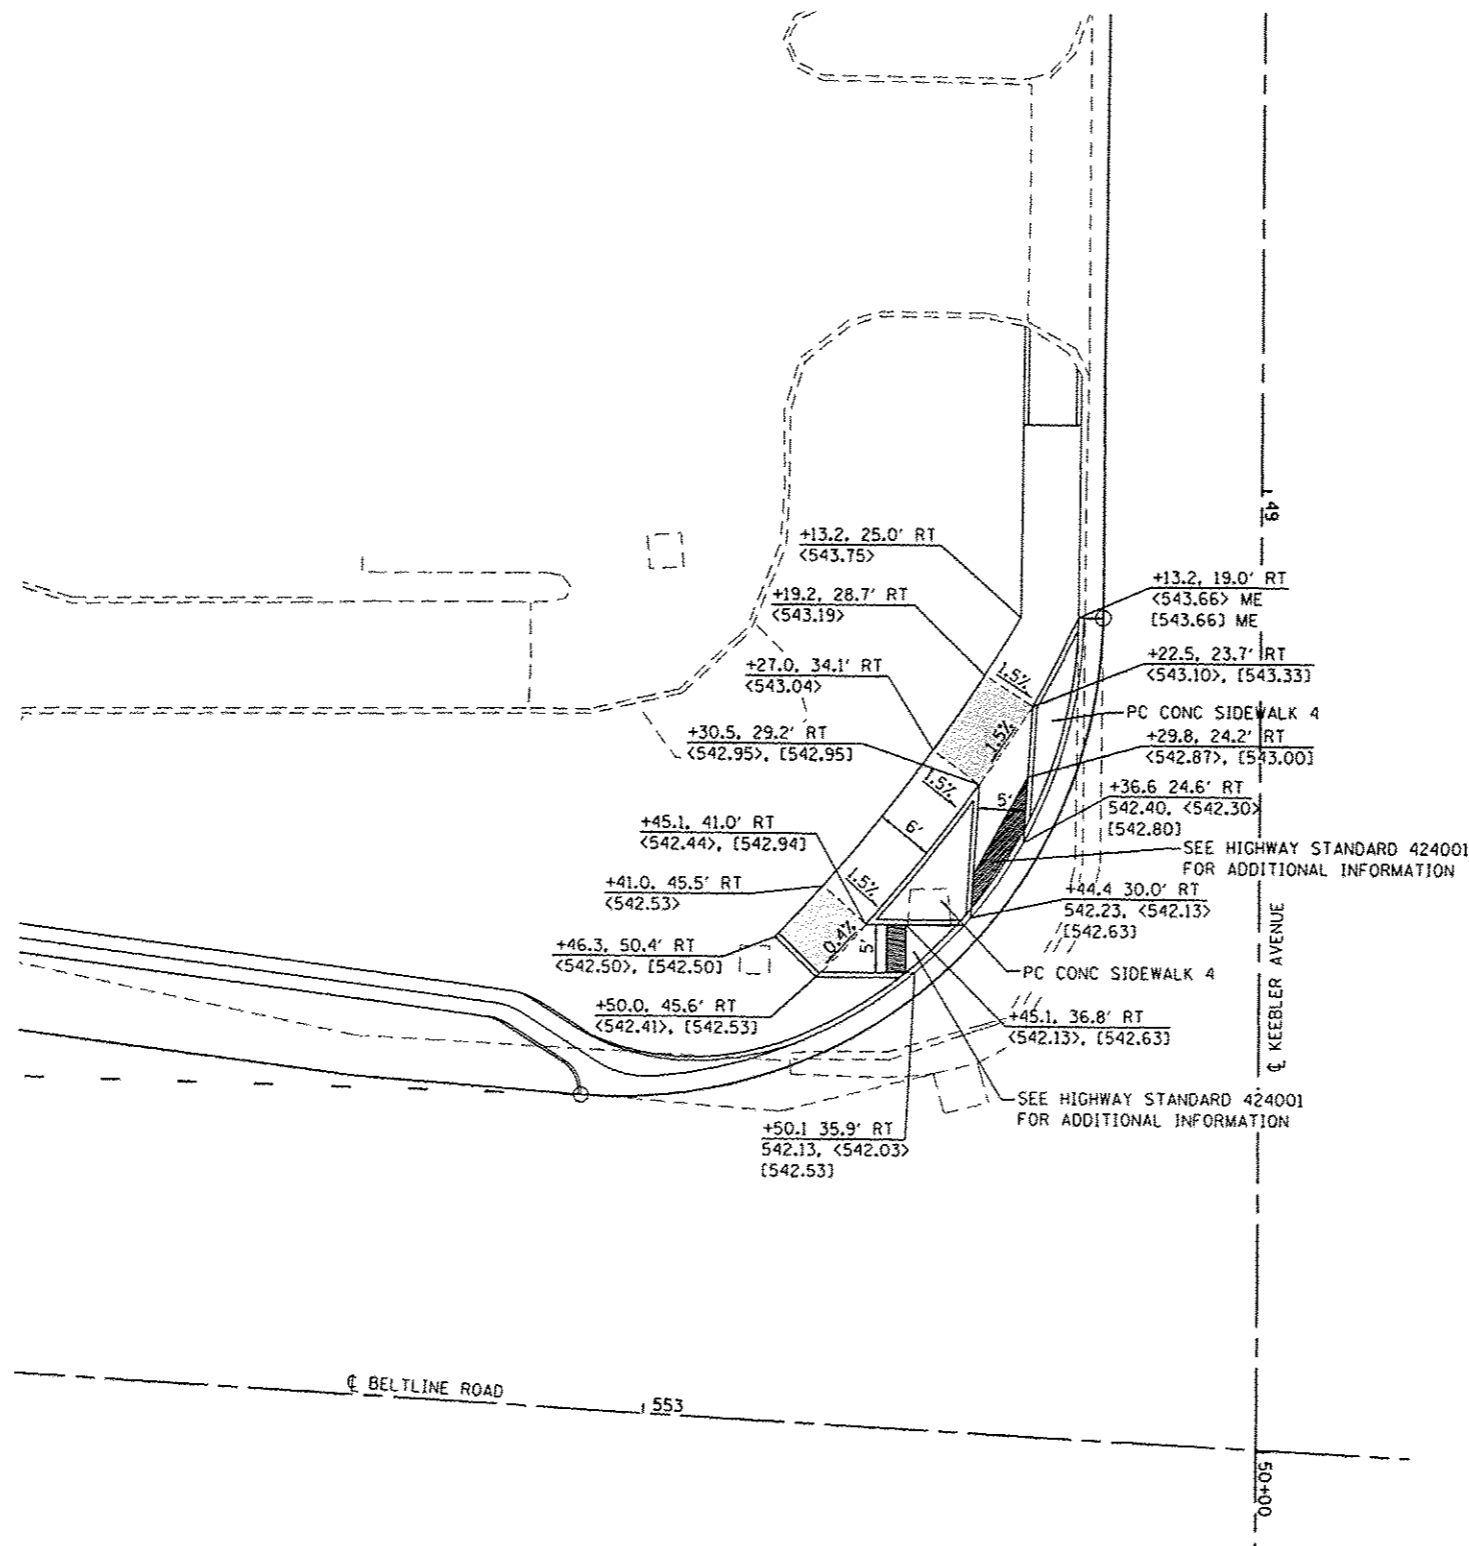 49
+13.2, 25.0' RT
<543.75>
+13.2, 19.0' RT
<543.66> ME
[543.66] ME
+19.2, 28.7' RT
<543.19>
+22.5, 23.7' RT
<543.10>, [543.33]
1.5%
+27.0, 34.1' RT
<543.04>
PC CONC SIDEWALK 4
1.5%
+30.5, 29.2' RT
<542.95>, [542.95]
+29.8, 24.2' RT
<542.87>, [543.00]
1.5%
5'
+36.6 24.6' RT
542.40, <542.30>
[542.80]
6'
+45.1, 41.0' RT
<542.44>, [542.94]
SEE HIGHWAY STANDARD 424001
FOR ADDITIONAL INFORMATION
1.5%
+41.0, 45.5' RT
<542.53>
+44.4 30.0' RT
542.23, <542.13>
[542.63]
+46.3, 50.4' RT
<542.50>, [542.50]
0.4%
5'
PC CONC SIDEWALK 4
+50.0, 45.6' RT
<542.41>, [542.53]
+45.1, 36.8' RT
<542.13>, [542.63]
℄ KEEBLER AVENUE
SEE HIGHWAY STANDARD 424001
FOR ADDITIONAL INFORMATION
+50.1 35.9' RT
542.13, <542.03>
[542.53]
℄ BELTLINE ROAD
553
50+00